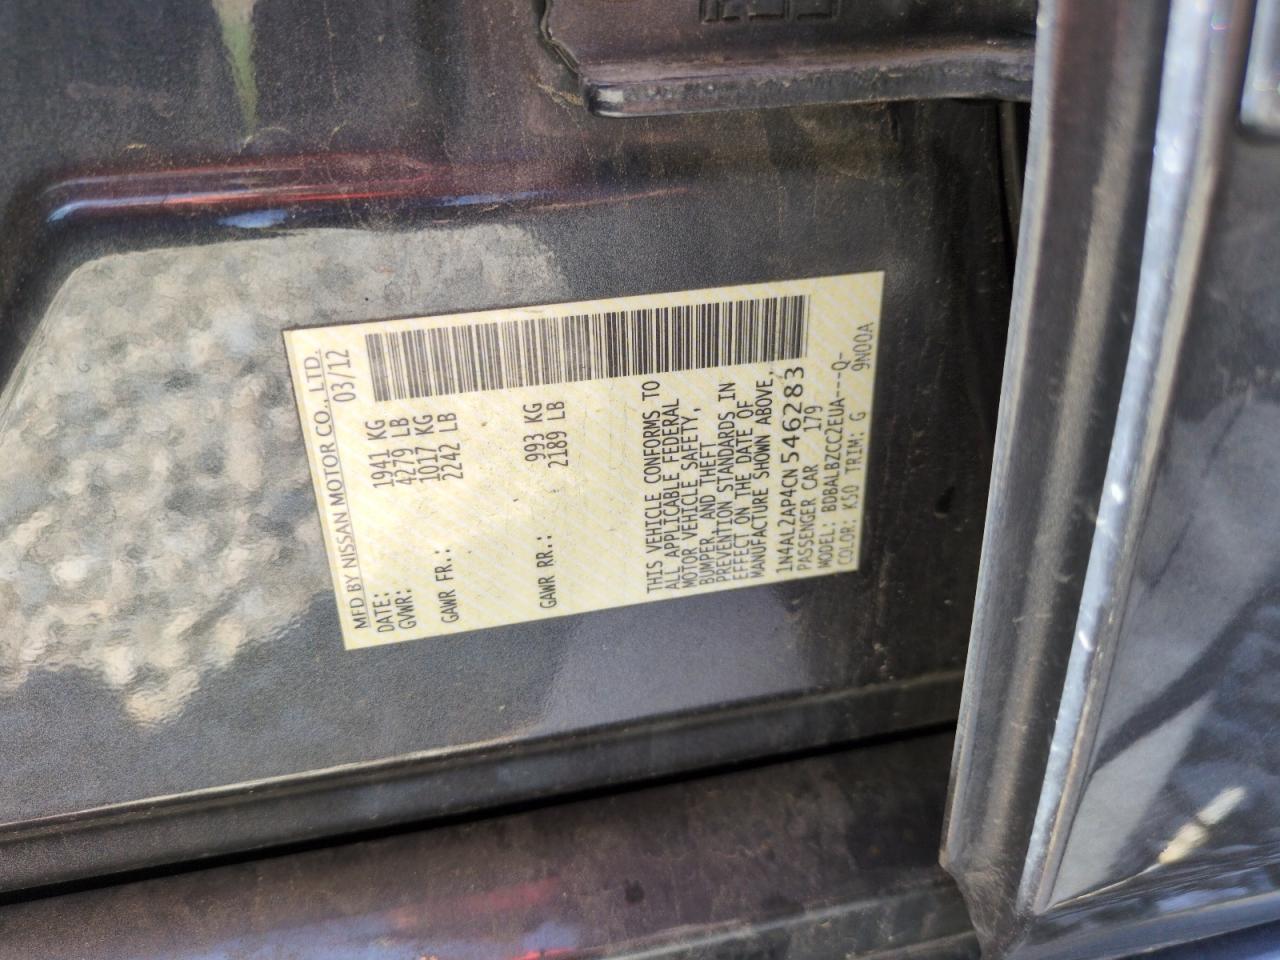 MFD BY NISSAN MOTOR CO., LTD.
DATE: 03/12
GVWR: 1941 KG
4279 LB
GAWR FR.: 1017 KG
2242 LB
GAWR RR.: 993 KG
2189 LB
THIS VEHICLE CONFORMS TO
ALL APPLICABLE FEDERAL
MOTOR VEHICLE SAFETY,
BUMPER, AND THEFT
PREVENTION STANDARDS IN
EFFECT ON THE DATE OF
MANUFACTURE SHOWN ABOVE.
1N4AL2AP4CN546283
PASSENGER CAR 179
MODEL: BDBALBZCC2EUA---Q-
COLOR: K50 TRIM: G 9N00A